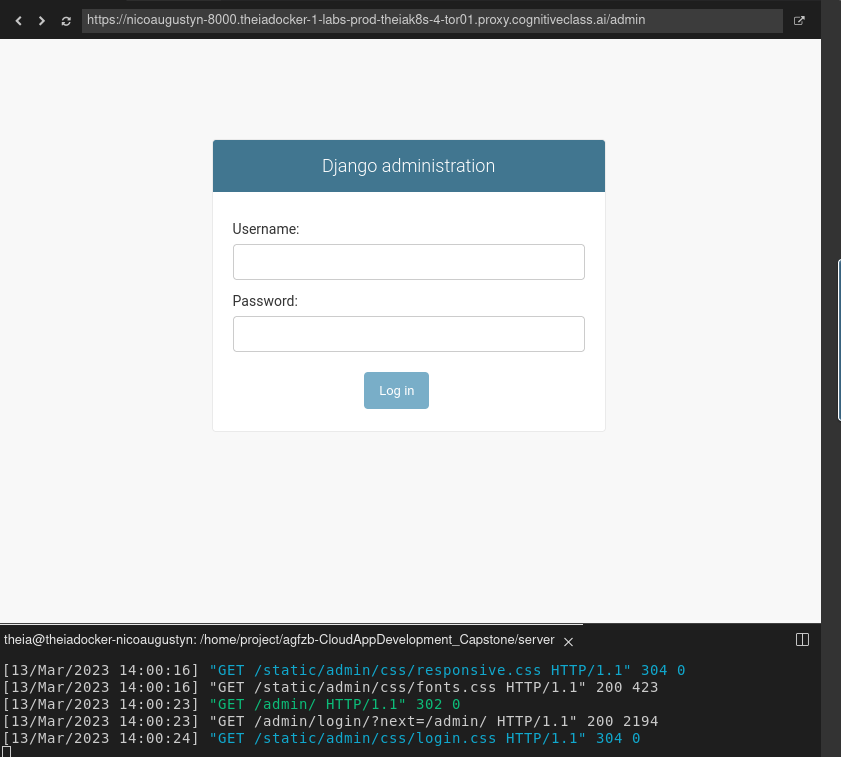 https://nicoaugustyn-8000.theiadocker-1-labs-prod-theiak8s-4-tor01.proxy.cognitiveclass.ai/admin
Django administration
Username:
Password:
Log in
theia@theiadocker-nicoaugustyn: /home/project/agfzb-CloudAppDevelopment_Capstone/server
[13/Mar/2023 14:00:16] "GET /static/admin/css/responsive.css HTTP/1.1" 304 0
[13/Mar/2023 14:00:16] "GET /static/admin/css/fonts.css HTTP/1.1" 200 423
[13/Mar/2023 14:00:23] "GET /admin/ HTTP/1.1" 302 0
[13/Mar/2023 14:00:23] "GET /admin/login/?next=/admin/ HTTP/1.1" 200 2194
[13/Mar/2023 14:00:24] "GET /static/admin/css/login.css HTTP/1.1" 304 0